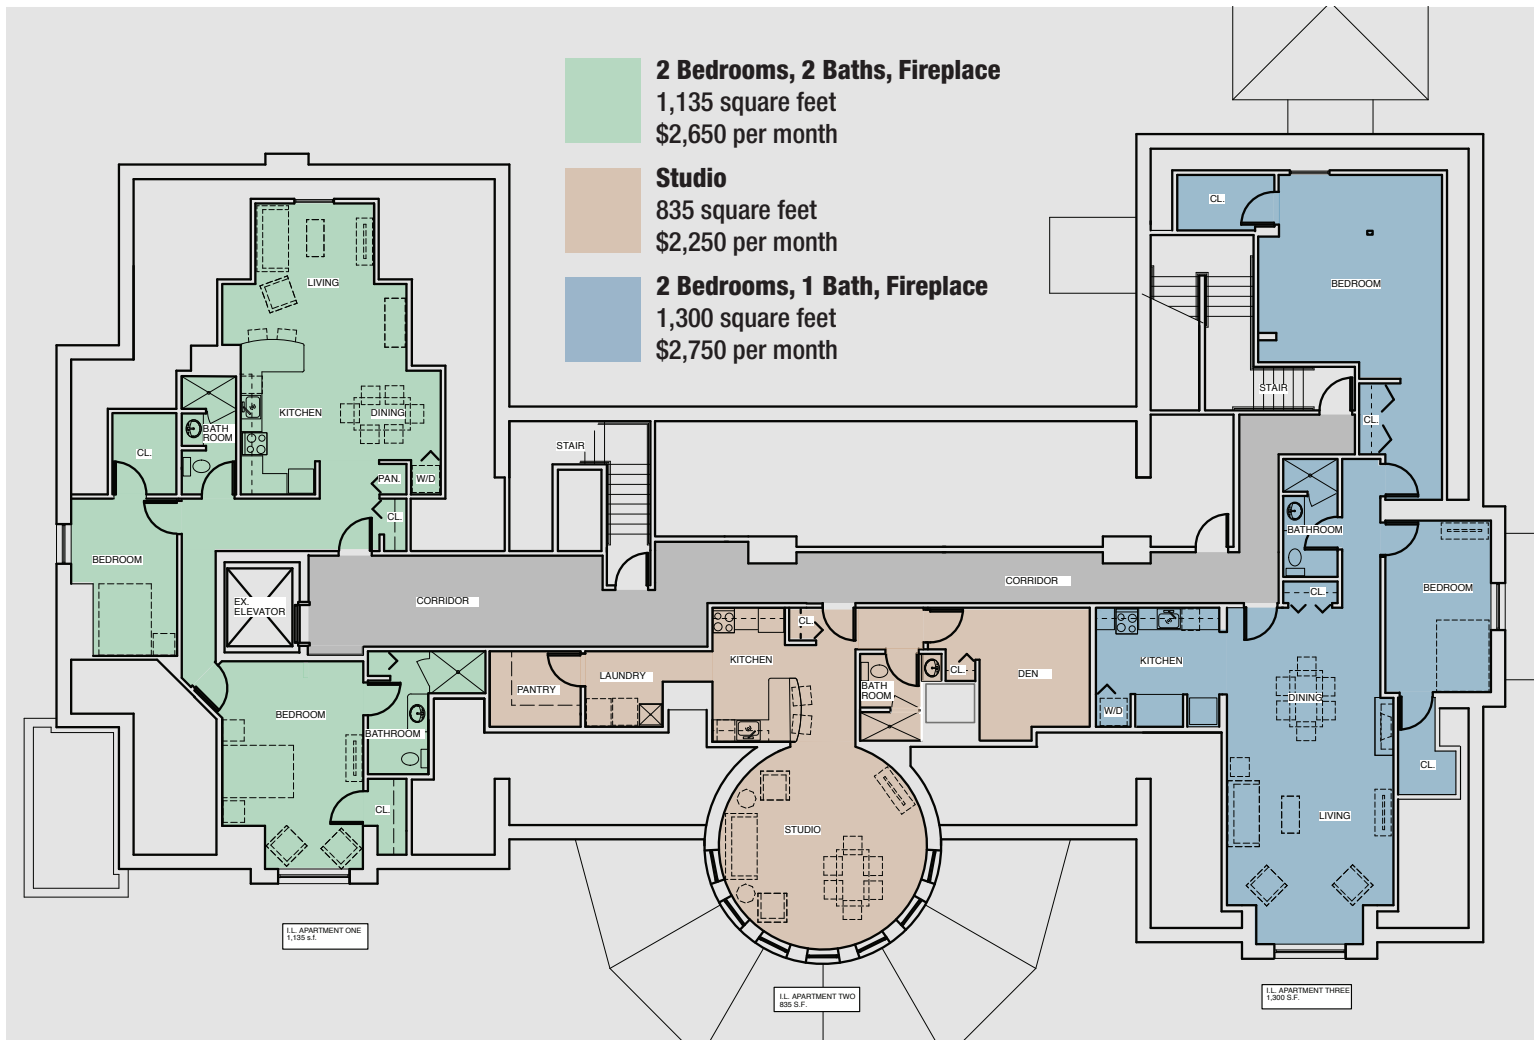 2 Bedrooms, 2 Baths, Fireplace
1,135 square feet
$2,650 per month
Studio
835 square feet
$2,250 per month
2 Bedrooms, 1 Bath, Fireplace
1,300 square feet
$2,750 per month
LIVING
KITCHEN
DINING
BATH
ROOM
CL.
PAN.
W/D
CL.
BEDROOM
EX.
ELEVATOR
CORRIDOR
STAIR
BEDROOM
BATHROOM
CL.
PANTRY
LAUNDRY
KITCHEN
CL.
BATH
ROOM
CL.
DEN
STUDIO
CORRIDOR
CL.
BEDROOM
STAIR
CL.
BATHROOM
CL.
BEDROOM
KITCHEN
W/D
DINING
CL.
LIVING
I.L. APARTMENT ONE
1,135 s.f.
I.L. APARTMENT TWO
835 S.F.
I.L. APARTMENT THREE
1,300 S.F.